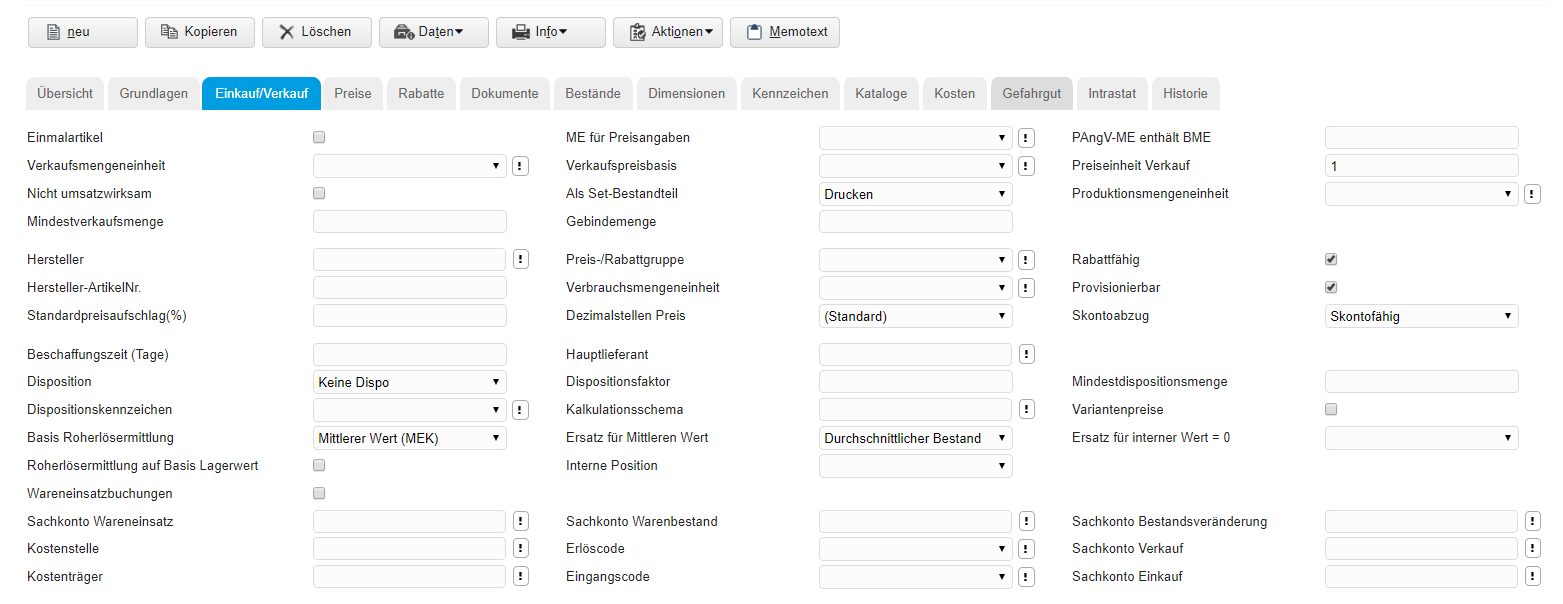 neu Kopieren Löschen Daten Info Aktionen Memotext
Übersicht Grundlagen Einkauf/Verkauf Preise Rabatte Dokumente Bestände Dimensionen Kennzeichen Kataloge Kosten Gefahrgut Intrastat Historie
Einmalartikel ME für Preisangaben ! PAngV-ME enthält BME
Verkaufsmengeneinheit ! Verkaufspreisbasis ! Preiseinheit Verkauf 1
Nicht umsatzwirksam Als Set-Bestandteil Drucken Produktionsmengeneinheit !
Mindestverkaufsmenge Gebindemenge
Hersteller ! Preis-/Rabattgruppe ! Rabattfähig
Hersteller-ArtikelNr. Verbrauchsmengeneinheit ! Provisionierbar
Standardpreisaufschlag(%) Dezimalstellen Preis (Standard) Skontoabzug Skontofähig
Beschaffungszeit (Tage) Hauptlieferant !
Disposition Keine Dispo Dispositionsfaktor Mindestdispositionsmenge
Dispositionskennzeichen ! Kalkulationsschema ! Variantenpreise
Basis Roherlösermittlung Mittlerer Wert (MEK) Ersatz für Mittleren Wert Durchschnittlicher Bestand Ersatz für interner Wert = 0
Roherlösermittlung auf Basis Lagerwert Interne Position
Wareneinsatzbuchungen
Sachkonto Wareneinsatz ! Sachkonto Warenbestand ! Sachkonto Bestandsveränderung !
Kostenstelle ! Erlöscode ! Sachkonto Verkauf !
Kostenträger ! Eingangscode ! Sachkonto Einkauf !